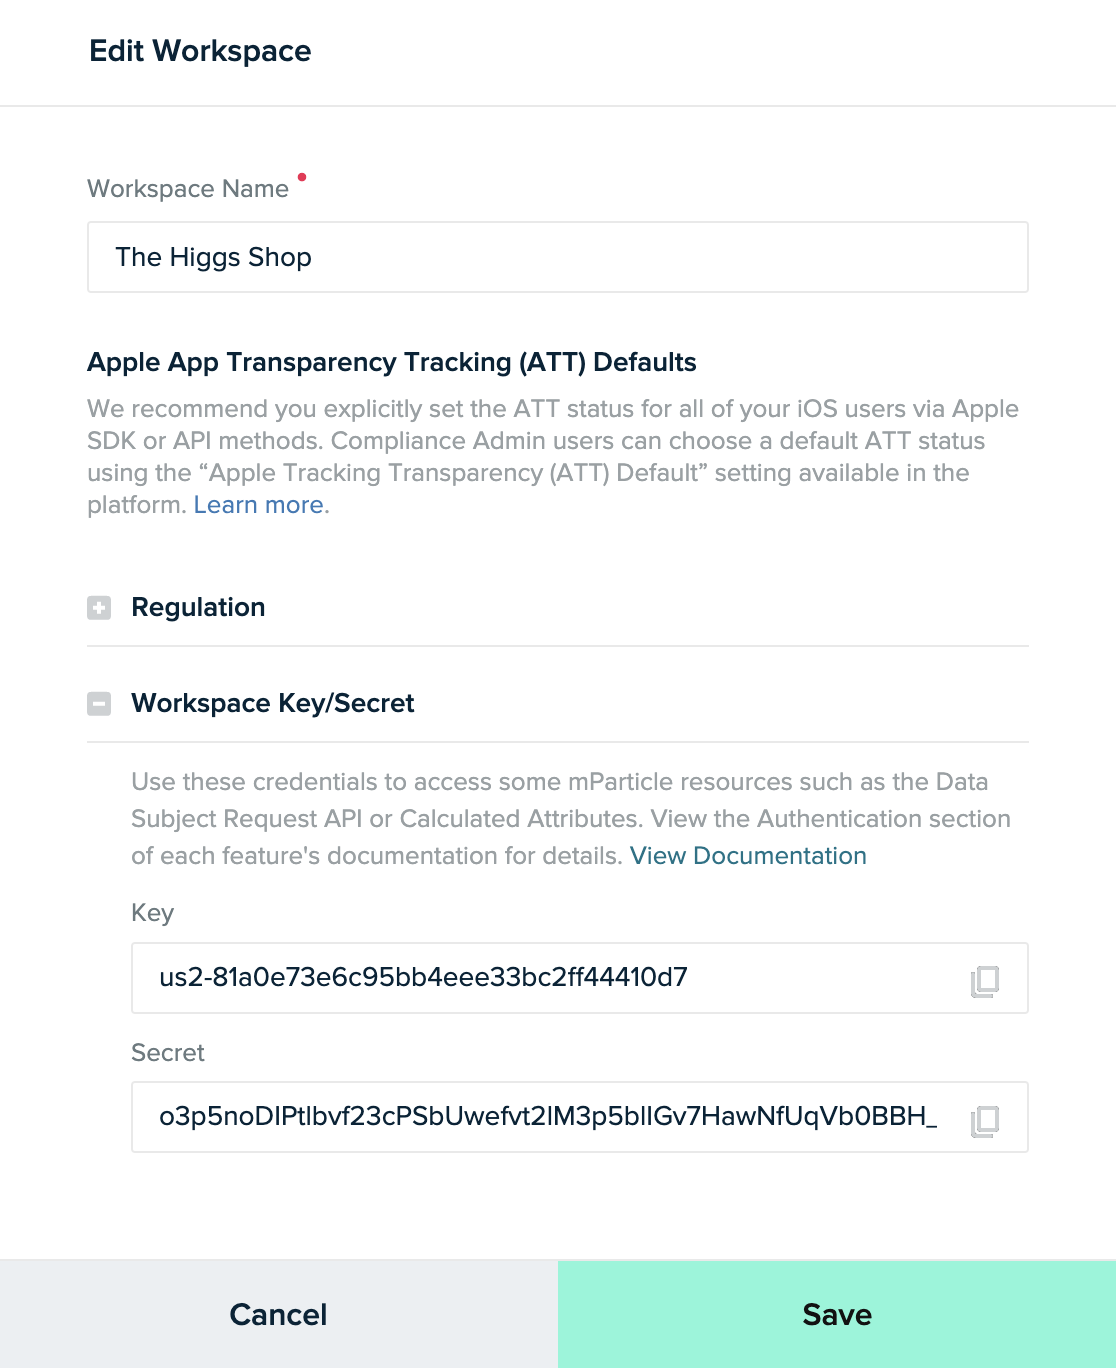 Edit Workspace
Workspace Name
The Higgs Shop
Apple App Transparency Tracking (ATT) Defaults
We recommend you explicitly set the ATT status for all of your iOS users via Apple
SDK or API methods. Compliance Admin users can choose a default ATT status
using the “Apple Tracking Transparency (ATT) Default” setting available in the
platform. Learn more.
Regulation
Workspace Key/Secret
Use these credentials to access some mParticle resources such as the Data
Subject Request API or Calculated Attributes. View the Authentication section
of each feature's documentation for details. View Documentation
Key
us2-81a0e73e6c95bb4eee33bc2ff44410d7
Secret
o3p5noDIPtlbvf23cPSbUwefvt2IM3p5bIIGv7HawNfUqVb0BBH_
Cancel
Save